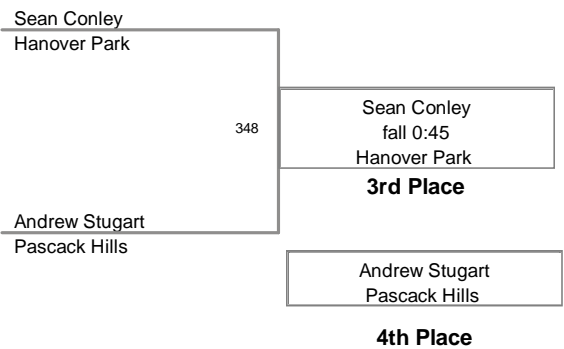 Sean Conley
Hanover Park
348
Sean Conley
fall 0:45
Hanover Park
3rd Place
Andrew Stugart
Pascack Hills
Andrew Stugart
Pascack Hills
4th Place